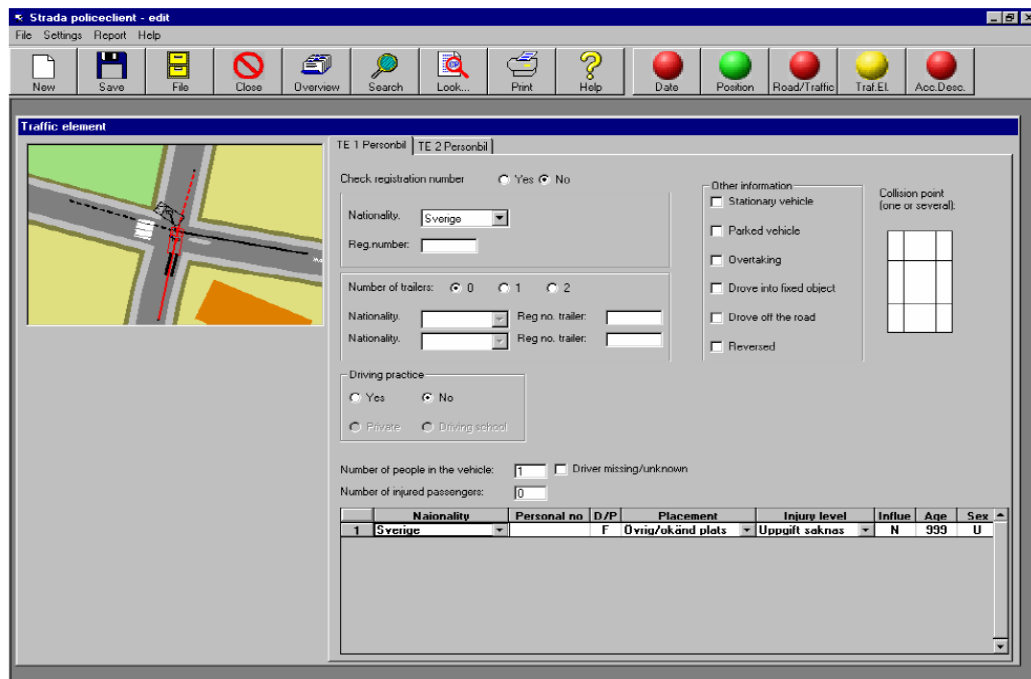 Strada policeclient - edit
File Settings Report Help
New Save File Close Overview Search Look... Print Help Date Position Road/Traffic Traf.El. Acc.Desc.
Traffic element
TE 1 Personbil TE 2 Personbil
Check registration number Yes No
Nationality. Sverige
Reg.number:
Number of trailers: 0 1 2
Nationality. Reg no. trailer:
Nationality. Reg no. trailer:
Driving practice
Yes No
Private Driving school
Other information
Stationary vehicle
Parked vehicle
Overtaking
Drove into fixed object
Drove off the road
Reversed
Collision point
(one or several):
Number of people in the vehicle: 1 Driver missing/unknown
Number of injured passengers: 0
Naionality Personal no D/P Placement Injury level Influe Age Sex
1 Sverige F Övrig/okänd plats Uppgift saknas N 999 U